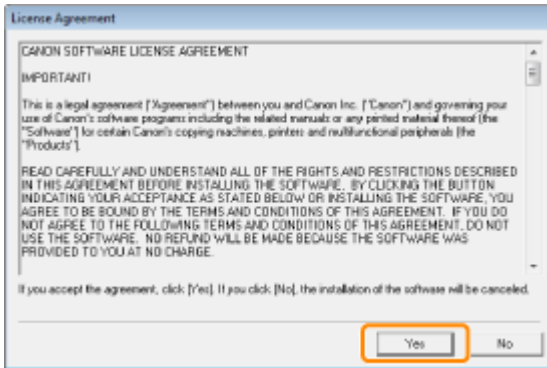 License Agreement
CANON SOFTWARE LICENSE AGREEMENT
IMPORTANT!
This is a legal agreement ("Agreement") between you and Canon Inc. ("Canon") and governing your
use of Canon's software programs including the related manuals or any printed material thereof (the
"Software") for certain Canon's copying machines, printers and multifunctional peripherals (the
"Products").
READ CAREFULLY AND UNDERSTAND ALL OF THE RIGHTS AND RESTRICTIONS DESCRIBED
IN THIS AGREEMENT BEFORE INSTALLING THE SOFTWARE. BY CLICKING THE BUTTON
INDICATING YOUR ACCEPTANCE AS STATED BELOW OR INSTALLING THE SOFTWARE, YOU
AGREE TO BE BOUND BY THE TERMS AND CONDITIONS OF THIS AGREEMENT. IF YOU DO
NOT AGREE TO THE FOLLOWING TERMS AND CONDITIONS OF THIS AGREEMENT, DO NOT
USE THE SOFTWARE. NO REFUND WILL BE MADE BECAUSE THE SOFTWARE WAS
PROVIDED TO YOU AT NO CHARGE.
If you accept the agreement, click [Yes]. If you click [No], the installation of the software will be canceled.
Yes
No